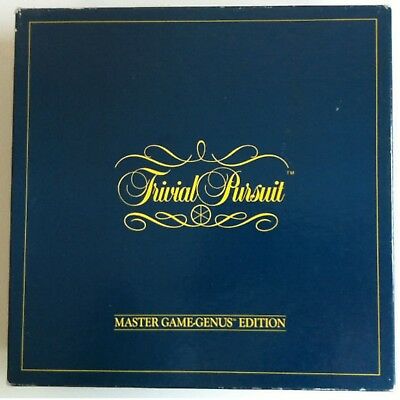 Trivial Pursuit™
MASTER GAME-GENUS™ EDITION